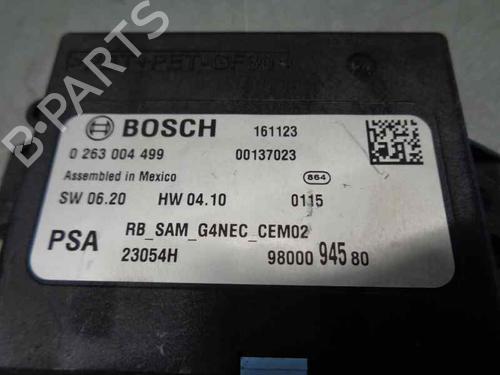 B-PARTS
BOSCH
161123
0 263 004 499
00137023
Assembled in Mexico
864
SW 06.20
HW 04.10
0115
PSA
RB_SAM_G4NEC_CEM02
23054H
98000 945 80